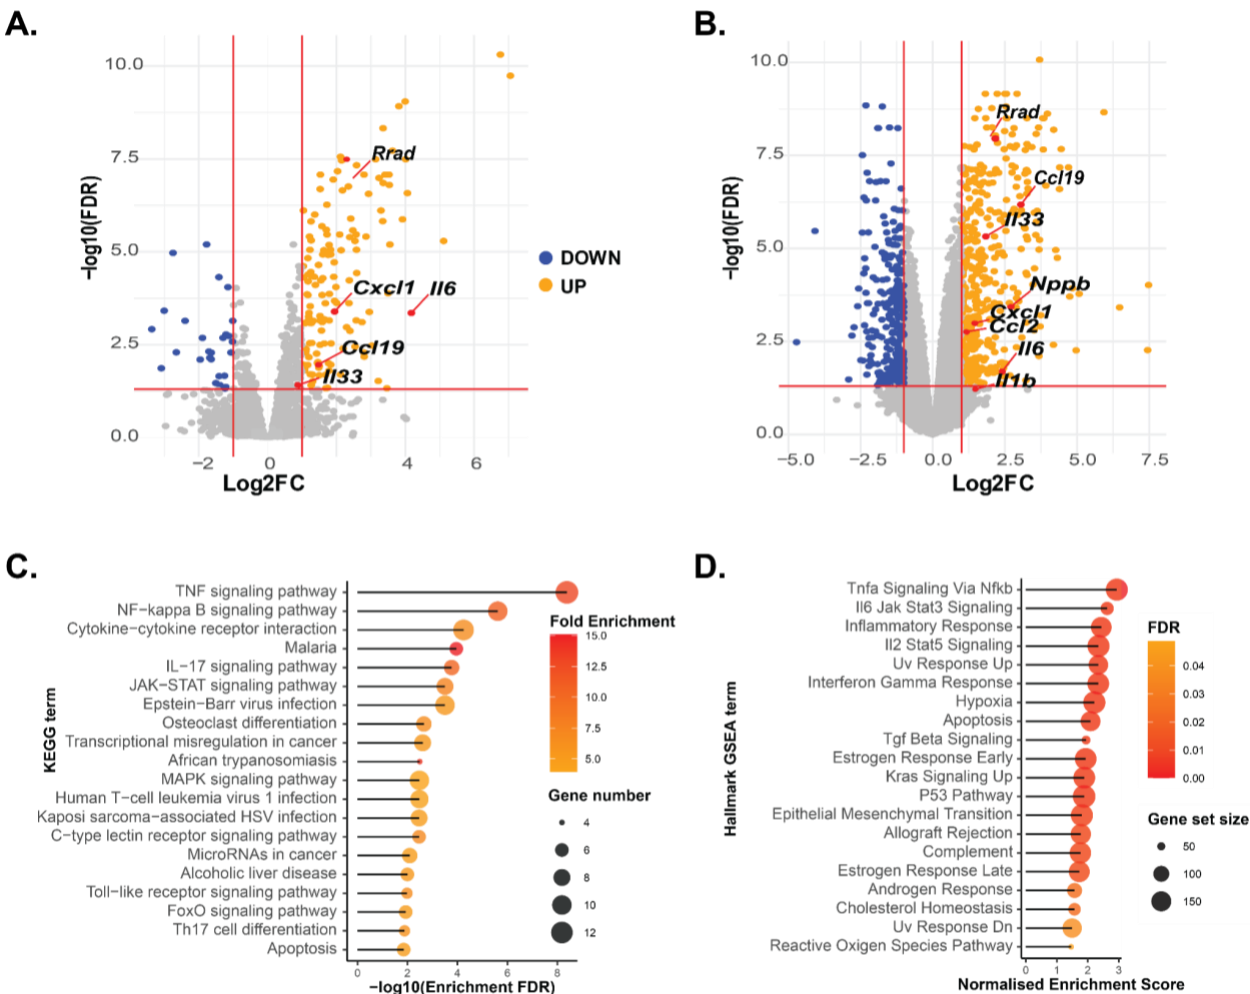 A.
10.0
7.5
5.0
2.5
0.0
−2
0
4
6
−log10(FDR)
Log2FC
Rrad
Cxcl1
Il6
Ccl19
Il33
DOWN
UP
B.
10.0
7.5
5.0
2.5
0.0
−5.0
−2.5
0.0
2.5
5.0
7.5
−log10(FDR)
Log2FC
Rrad
Ccl19
Il33
Nppb
Cxcl1
Ccl2
Il6
Il1b
C.
KEGG term
TNF signaling pathway
NF−kappa B signaling pathway
Cytokine−cytokine receptor interaction
Malaria
IL−17 signaling pathway
JAK−STAT signaling pathway
Epstein−Barr virus infection
Osteoclast differentiation
Transcriptional misregulation in cancer
African trypanosomiasis
MAPK signaling pathway
Human T−cell leukemia virus 1 infection
Kaposi sarcoma−associated HSV infection
C−type lectin receptor signaling pathway
MicroRNAs in cancer
Alcoholic liver disease
Toll−like receptor signaling pathway
FoxO signaling pathway
Th17 cell differentiation
Apoptosis
0
2
4
6
8
−log10(Enrichment FDR)
Fold Enrichment
15.0
12.5
10.0
7.5
5.0
Gene number
4
6
8
10
12
D.
Hallmark GSEA term
Tnfa Signaling Via Nfkb
Il6 Jak Stat3 Signaling
Inflammatory Response
Il2 Stat5 Signaling
Uv Response Up
Interferon Gamma Response
Hypoxia
Apoptosis
Tgf Beta Signaling
Estrogen Response Early
Kras Signaling Up
P53 Pathway
Epithelial Mesenchymal Transition
Allograft Rejection
Complement
Estrogen Response Late
Androgen Response
Cholesterol Homeostasis
Uv Response Dn
Reactive Oxigen Species Pathway
0
1
2
3
Normalised Enrichment Score
FDR
0.04
0.03
0.02
0.01
0.00
Gene set size
50
100
150